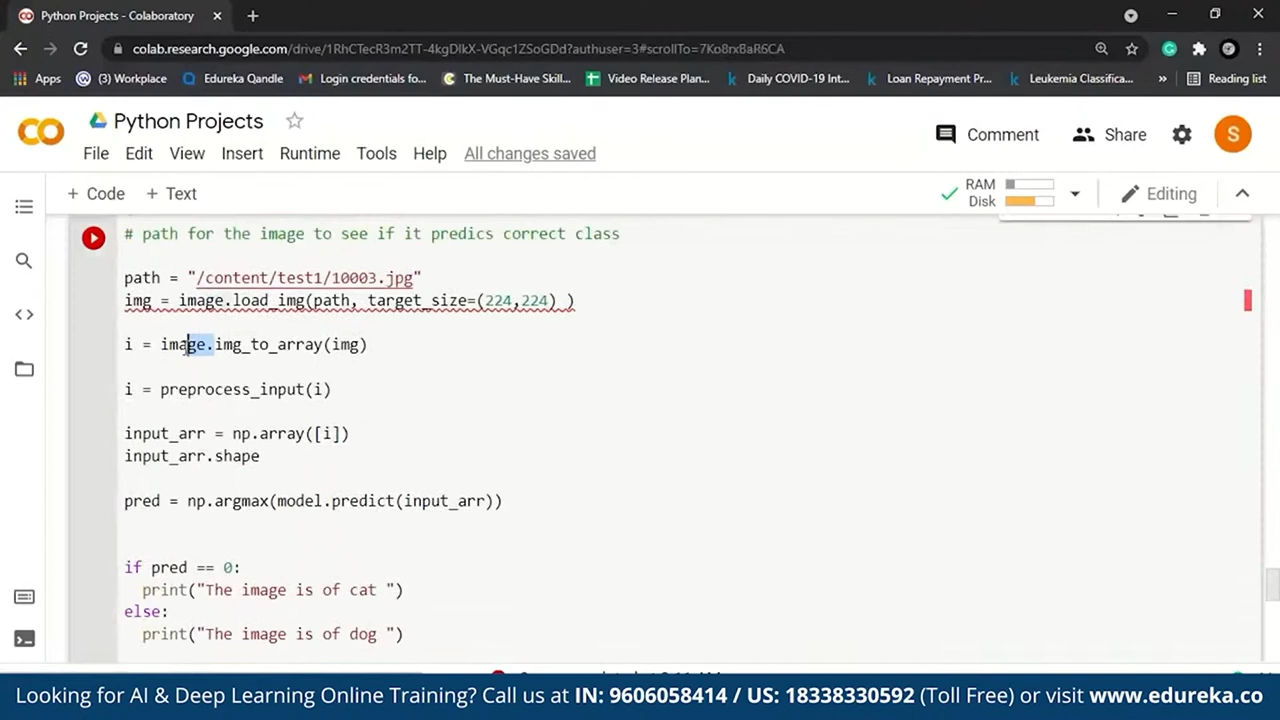 Python Projects - Colaboratory
colab.research.google.com/drive/1RhCTecR3m2TT-4kgDlkX-VGqc1ZSoGDd?authuser=3#scrollTo=7Ko8rxBaR6CA
Apps (3) Workplace Edureka Qandle Login credentials fo... The Must-Have Skil... Video Release Plan... Daily COVID-19 Int... Loan Repayment Pr... Leukemia Classifica... » Reading list
Python Projects
Comment Share S
File Edit View Insert Runtime Tools Help All changes saved
+ Code + Text RAM Disk Editing
# path for the image to see if it predics correct class
path = "/content/test1/10003.jpg"
img = image.load_img(path, target_size=(224,224) )
i = image.img_to_array(img)
i = preprocess_input(i)
input_arr = np.array([i])
input_arr.shape
pred = np.argmax(model.predict(input_arr))
if pred == 0:
print("The image is of cat ")
else:
print("The image is of dog ")
Looking for AI & Deep Learning Online Training? Call us at IN: 9606058414 / US: 18338330592 (Toll Free) or visit www.edureka.co